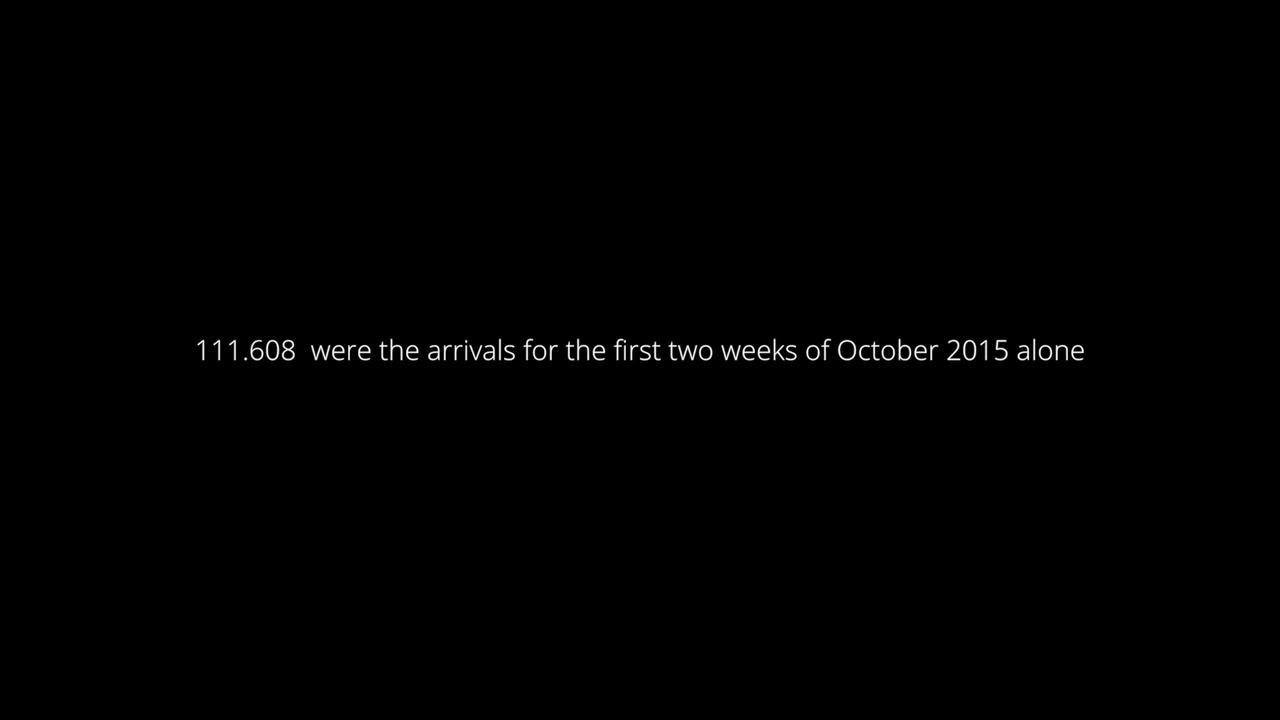 111.608  were the arrivals for the first two weeks of October 2015 alone